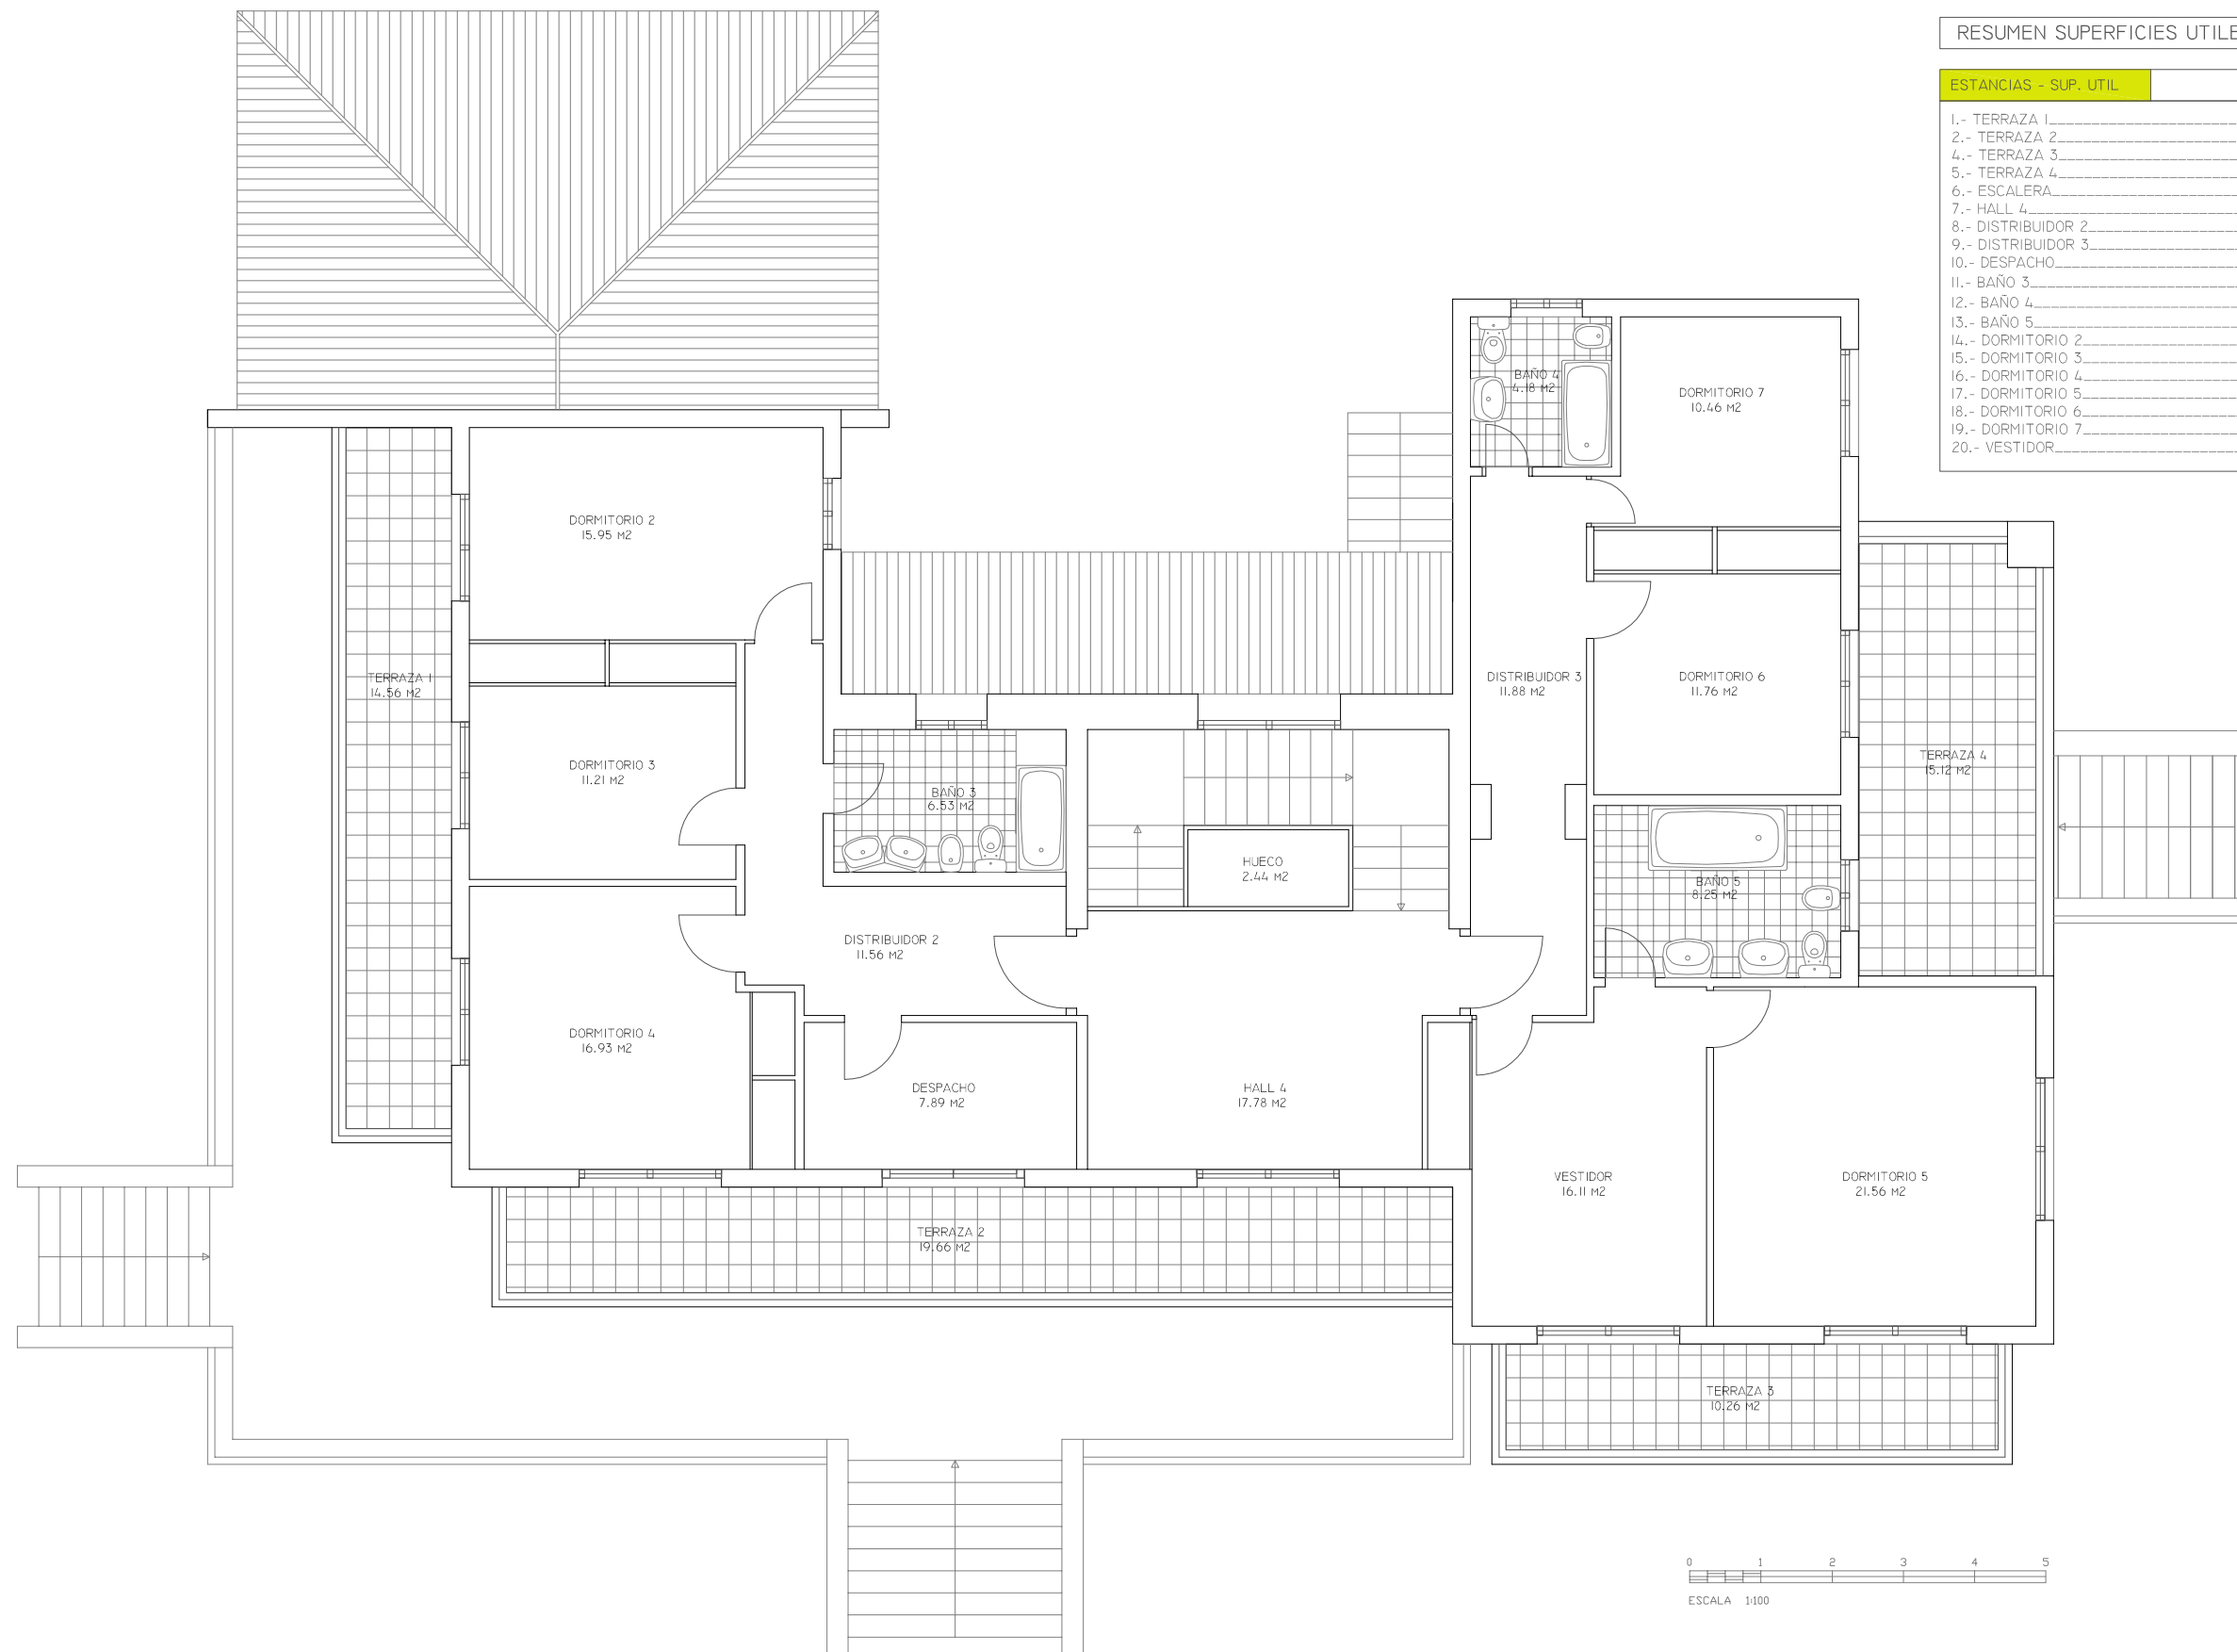 RESUMEN SUPERFICIES UTILE
ESTANCIAS - SUP. UTIL
1.- TERRAZA 1
2.- TERRAZA 2
4.- TERRAZA 3
5.- TERRAZA 4
6.- ESCALERA
7.- HALL 4
8.- DISTRIBUIDOR 2
9.- DISTRIBUIDOR 3
10.- DESPACHO
11.- BAÑO 3
12.- BAÑO 4
13.- BAÑO 5
14.- DORMITORIO 2
15.- DORMITORIO 3
16.- DORMITORIO 4
17.- DORMITORIO 5
18.- DORMITORIO 6
19.- DORMITORIO 7
20.- VESTIDOR
BAÑO 4
4.18 M2
DORMITORIO 7
10.46 M2
DORMITORIO 2
15.95 M2
TERRAZA 1
14.56 M2
DISTRIBUIDOR 3
11.88 M2
DORMITORIO 6
11.76 M2
DORMITORIO 3
11.21 M2
BAÑO 3
6.53 M2
TERRAZA 4
15.12 M2
HUECO
2.44 M2
BAÑO 5
8.25 M2
DISTRIBUIDOR 2
11.56 M2
DORMITORIO 4
16.93 M2
DESPACHO
7.89 M2
HALL 4
17.78 M2
VESTIDOR
16.11 M2
DORMITORIO 5
21.56 M2
TERRAZA 2
19.66 M2
TERRAZA 3
10.26 M2
0 1 2 3 4 5
ESCALA 1:100